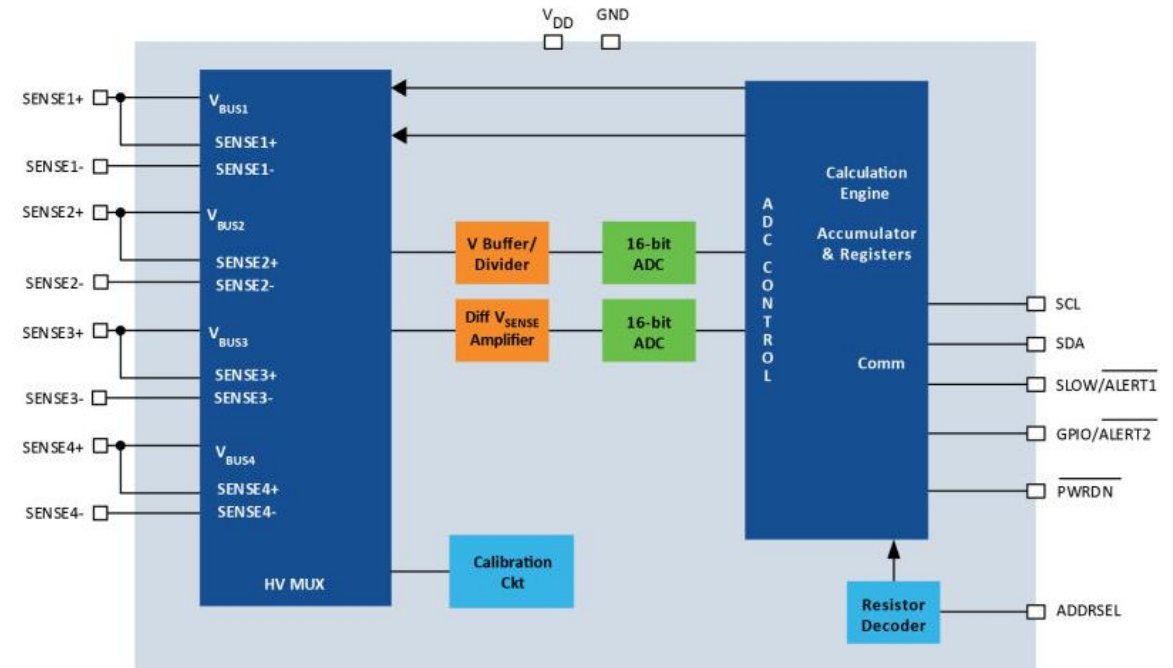 VDD
GND
SENSE1+
SENSE1-
SENSE2+
SENSE2-
SENSE3+
SENSE3-
SENSE4+
SENSE4-
VBUS1
SENSE1+
SENSE1-
VBUS2
SENSE2+
SENSE2-
VBUS3
SENSE3+
SENSE3-
VBUS4
SENSE4+
SENSE4-
HV MUX
V Buffer/
Divider
16-bit
ADC
Diff VSENSE
Amplifier
16-bit
ADC
Calibration
Ckt
ADC CONTROL
Calculation
Engine
Accumulator
& Registers
Comm
Resistor
Decoder
SCL
SDA
SLOW/ALERT1
GPIO/ALERT2
PWRDN
ADDRSEL